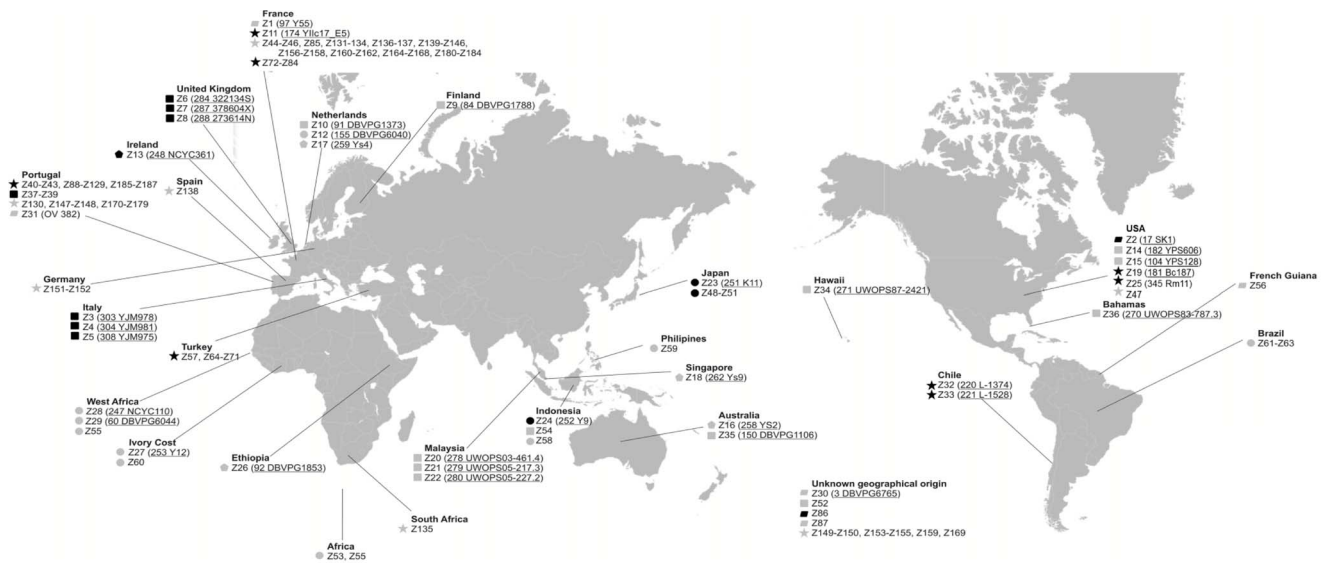 France
Z1 (97 Y55)
Z11 (174 YIIc17_E5)
Z44-Z46, Z85, Z131-134, Z136-137, Z139-Z146,
Z156-Z158, Z160-Z162, Z164-Z168, Z180-Z184
Z72-Z84
United Kingdom
Z6 (284 322134S)
Z7 (287 378604X)
Z8 (288 273614N)
Netherlands
Z10 (91 DBVPG1373)
Z12 (155 DBVPG6040)
Z17 (259 Ys4)
Finland
Z9 (84 DBVPG1788)
Ireland
Z13 (248 NCYC361)
Portugal
Z40-Z43, Z88-Z129, Z185-Z187
Z37-Z39
Z130, Z147-Z148, Z170-Z179
Z31 (OV 382)
Spain
Z138
Germany
Z151-Z152
Italy
Z3 (303 YJM978)
Z4 (304 YJM981)
Z5 (308 YJM975)
Turkey
Z57, Z64-Z71
West Africa
Z28 (247 NCYC110)
Z29 (60 DBVPG6044)
Z55
Ivory Cost
Z27 (253 Y12)
Z60
Ethiopia
Z26 (92 DBVPG1853)
South Africa
Z135
Africa
Z53, Z55
Japan
Z23 (251 K11)
Z48-Z51
Philipines
Z59
Singapore
Z18 (262 Ys9)
Indonesia
Z24 (252 Y9)
Z54
Z58
Malaysia
Z20 (278 UWOPS03-461.4)
Z21 (279 UWOPS05-217.3)
Z22 (280 UWOPS05-227.2)
Australia
Z16 (258 YS2)
Z35 (150 DBVPG1106)
Hawaii
Z34 (271 UWOPS87-2421)
USA
Z2 (17 SK1)
Z14 (182 YPS606)
Z15 (104 YPS128)
Z19 (181 Bc187)
Z25 (345 Rm11)
Z47
Bahamas
Z36 (270 UWOPS83-787.3)
French Guiana
Z56
Brazil
Z61-Z63
Chile
Z32 (220 L-1374)
Z33 (221 L-1528)
Unknown geographical origin
Z30 (3 DBVPG6765)
Z52
Z86
Z87
Z149-Z150, Z153-Z155, Z159, Z169